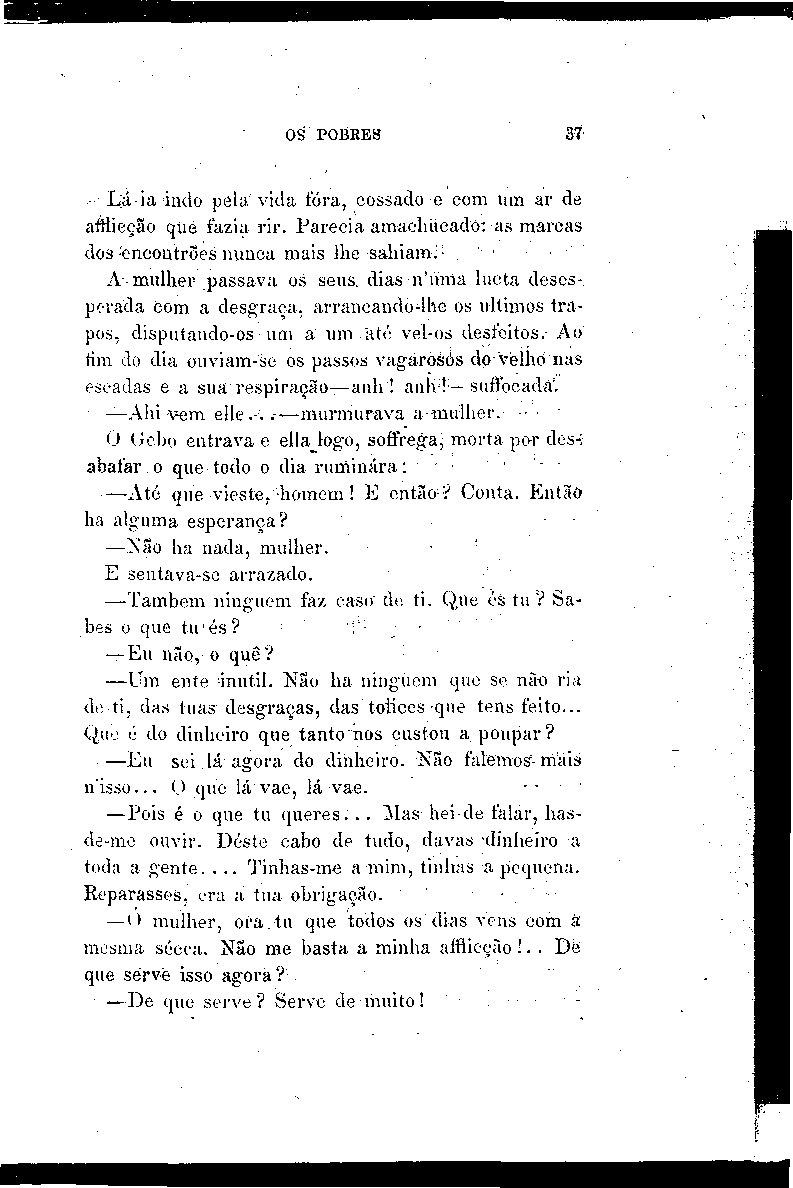 OS POBRES 37
Lá ia indo pela vida fóra, cossado e com um ar de
afflicção que fazia rir. Parecia amachucado: as marcas
dos encontrões nunca mais lhe sahiam.
A mulher passava os seus dias n'uma lucta deses-
perada com a desgraça, arrancando-lhe os ultimos tra-
pos, disputando-os um a um até vel-os desfeitos. Ao
fim do dia ouviam-se os passos vagarosos do velho nas
escadas e a sua respiração—anh! anh!—suffocada.
—Ahi vem elle...—murmurava a mulher.
O Gebo entrava e ella logo, soffrega, morta por des-
abafar o que todo o dia ruminára:
—Até que vieste, homem! E então? Conta. Então
ha alguma esperança?
—Não ha nada, mulher.
E sentava-se arrazado.
—Tambem ninguem faz caso de ti. Que és tu? Sa-
bes o que tu és?
—Eu não, o quê?
—Um ente inutil. Não ha ninguem que se não ria
de ti, das tuas desgraças, das tolices que tens feito...
Que é do dinheiro que tanto nos custou a poupar?
—Eu sei lá agora do dinheiro. Não falemos mais
n'isso... O que lá vae, lá vae.
—Pois é o que tu queres... Mas hei-de falar, has-
de-me ouvir. Déste cabo de tudo, davas dinheiro a
toda a gente.... Tinhas-me a mim, tinhas a pequena.
Reparasses, era a tua obrigação.
—Ó mulher, ora tu que todos os dias vens com a
mesma sécca. Não me basta a minha afflicção!.. De
que serve isso agora?
—De que serve? Serve de muito!